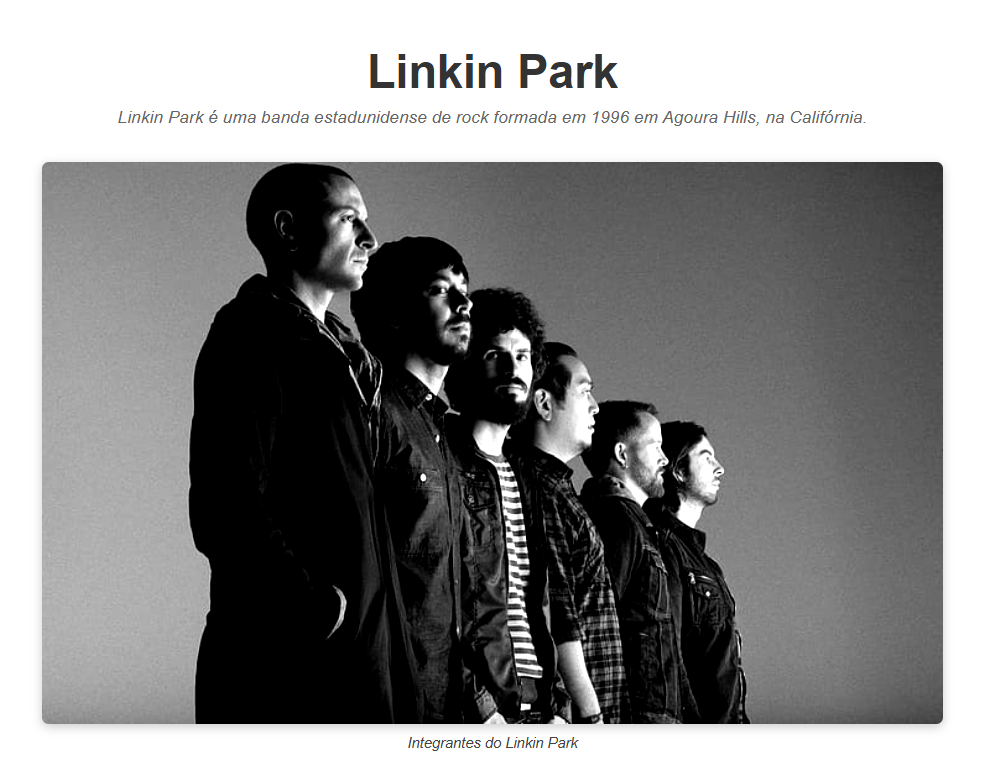 Linkin Park
Linkin Park é uma banda estadunidense de rock formada em 1996 em Agoura Hills, na Califórnia.
Integrantes do Linkin Park